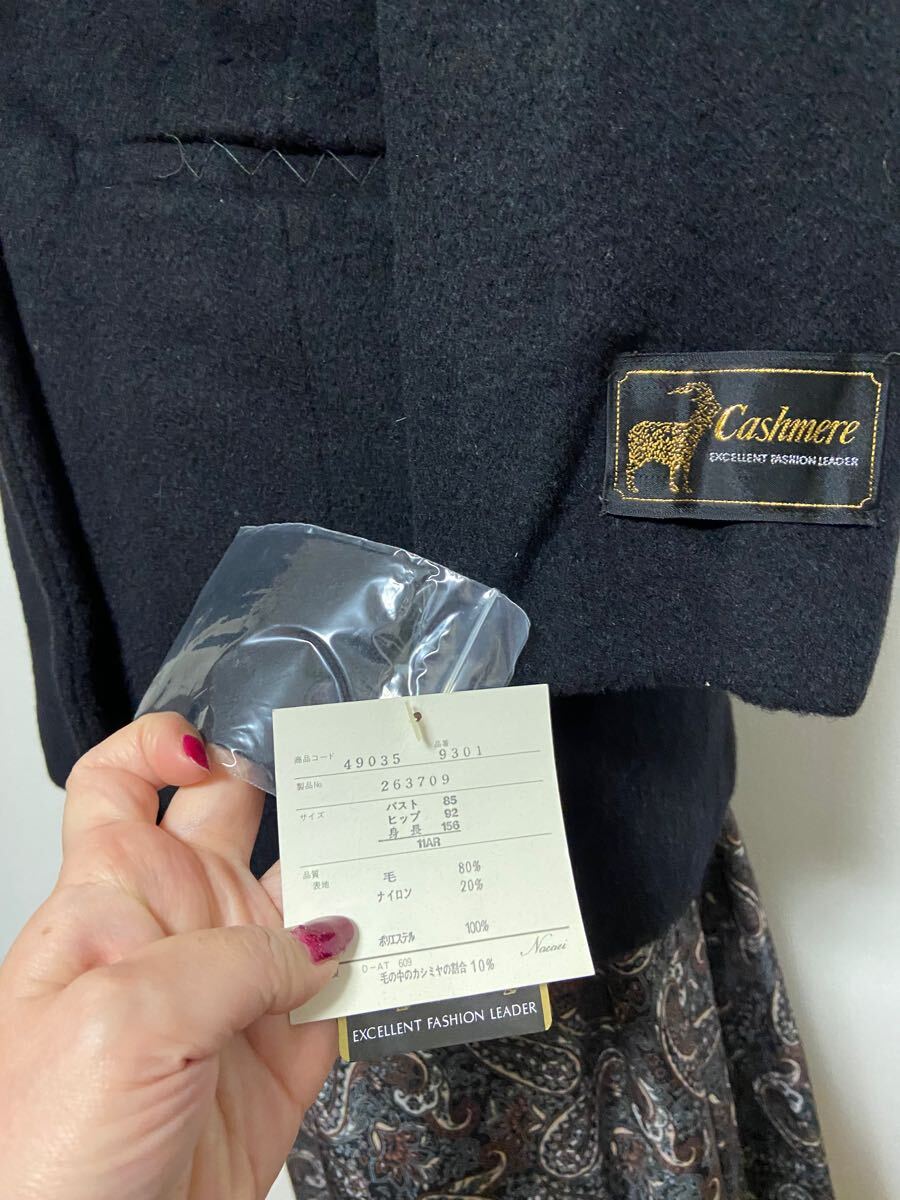 Cashmere
EXCELLENT FASHION LEADER
商品コード 49035 品番 9301
製品No. 263709
サイズ バスト 85
ヒップ 92
身長 156
11AR
品質
表地 毛 80%
ナイロン 20%
ポリエステル 100%
D-AT 609
毛の中のカシミヤの割合 10%
EXCELLENT FASHION LEADER